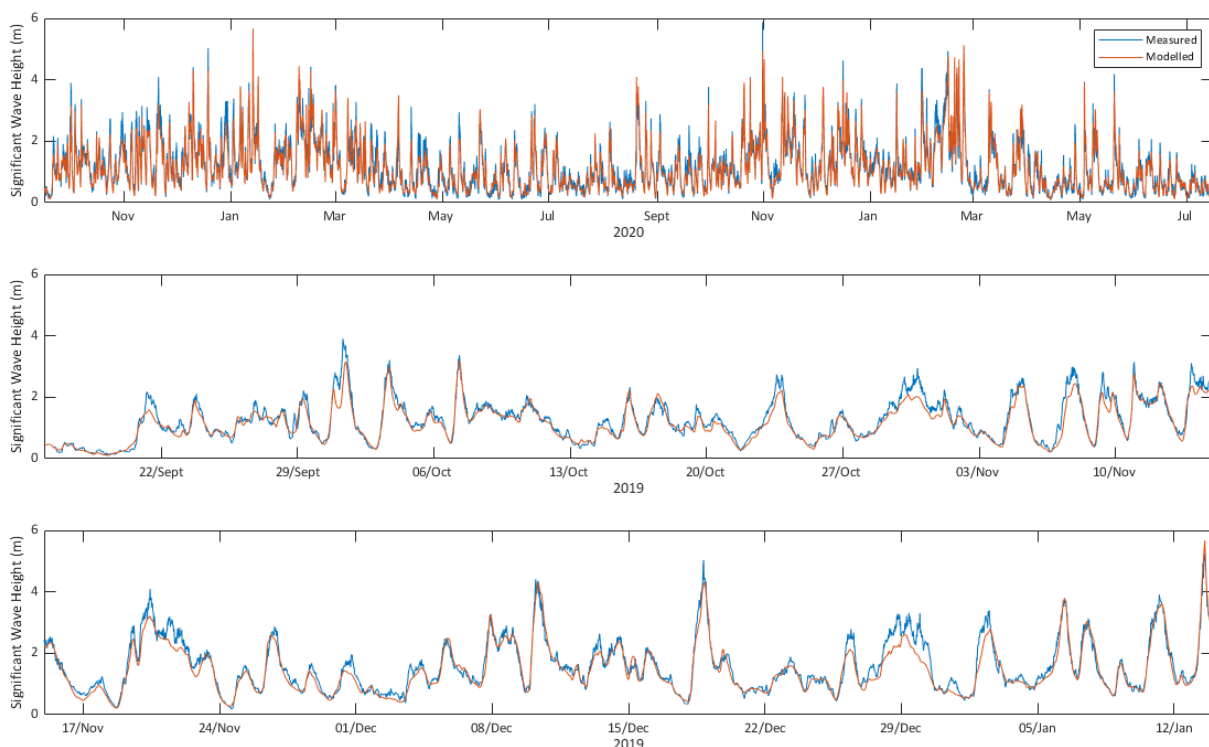 6
4
2
0
Significant Wave Height (m)
Measured
Modelled
Nov Jan Mar May Jul Sept Nov Jan Mar May Jul
2020
6
4
2
0
Significant Wave Height (m)
22/Sept 29/Sept 06/Oct 13/Oct 20/Oct 27/Oct 03/Nov 10/Nov
2019
6
4
2
0
Significant Wave Height (m)
17/Nov 24/Nov 01/Dec 08/Dec 15/Dec 22/Dec 29/Dec 05/Jan 12/Jan
2019